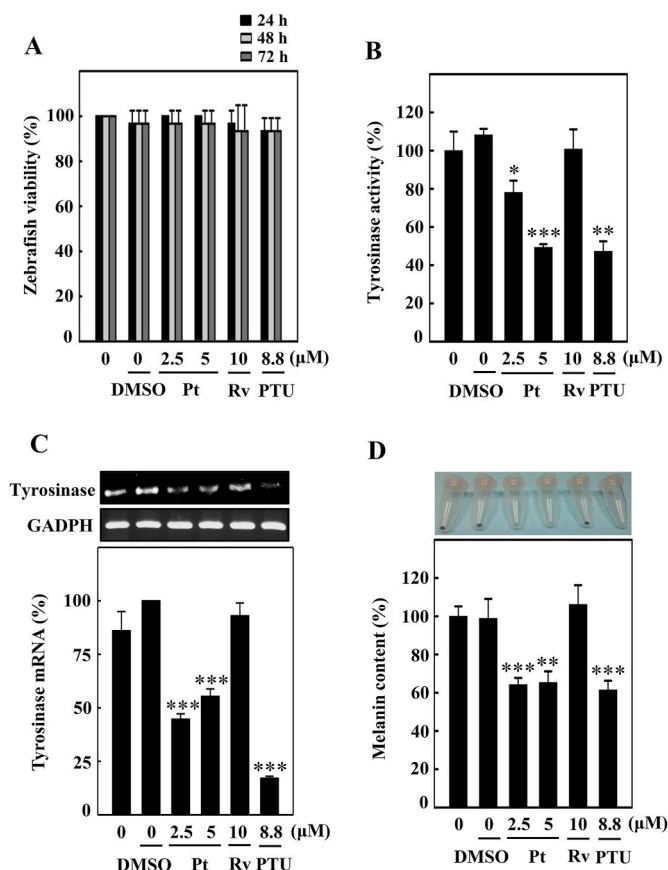 24 h
48 h
72 h
A
Zebrafish viability (%)
100
80
60
40
20
0
0 0 2.5 5 10 8.8 (μM)
DMSO Pt Rv PTU
B
Tyrosinase activity (%)
120
100
80
60
40
20
0
* *** **
0 0 2.5 5 10 8.8 (μM)
DMSO Pt Rv PTU
C
Tyrosinase
GADPH
Tyrosinase mRNA (%)
100
75
50
25
0
*** *** ***
0 0 2.5 5 10 8.8 (μM)
DMSO Pt Rv PTU
D
Melanin content (%)
120
100
80
60
40
20
0
*** ** ***
0 0 2.5 5 10 8.8 (μM)
DMSO Pt Rv PTU